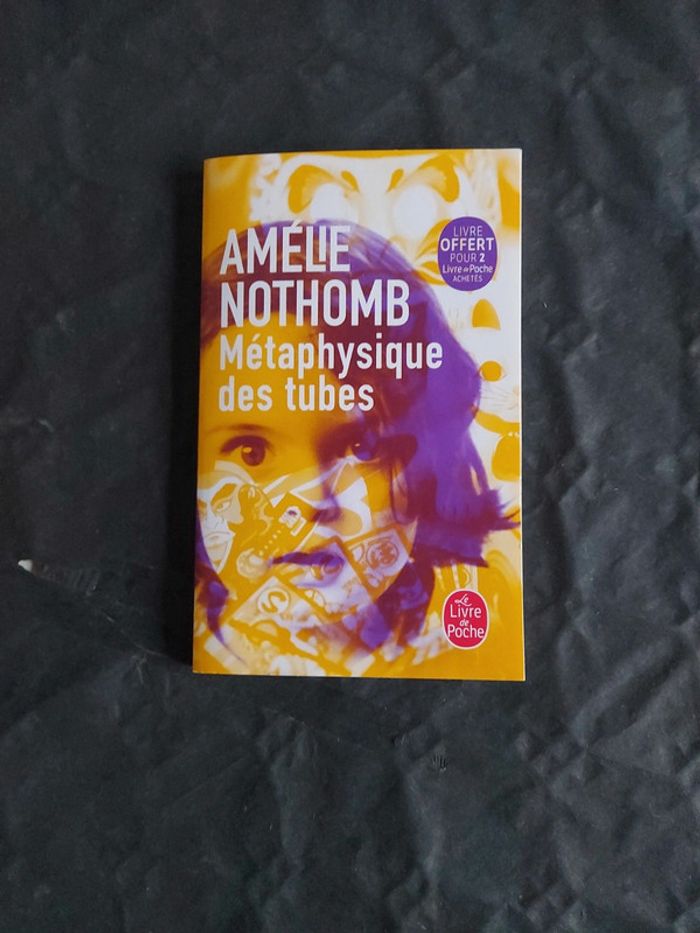 AMÉLIE
NOTHOMB
Métaphysique
des tubes
LIVRE
OFFERT
POUR 2
Livre de Poche
ACHETÉS
Le
Livre
de
Poche